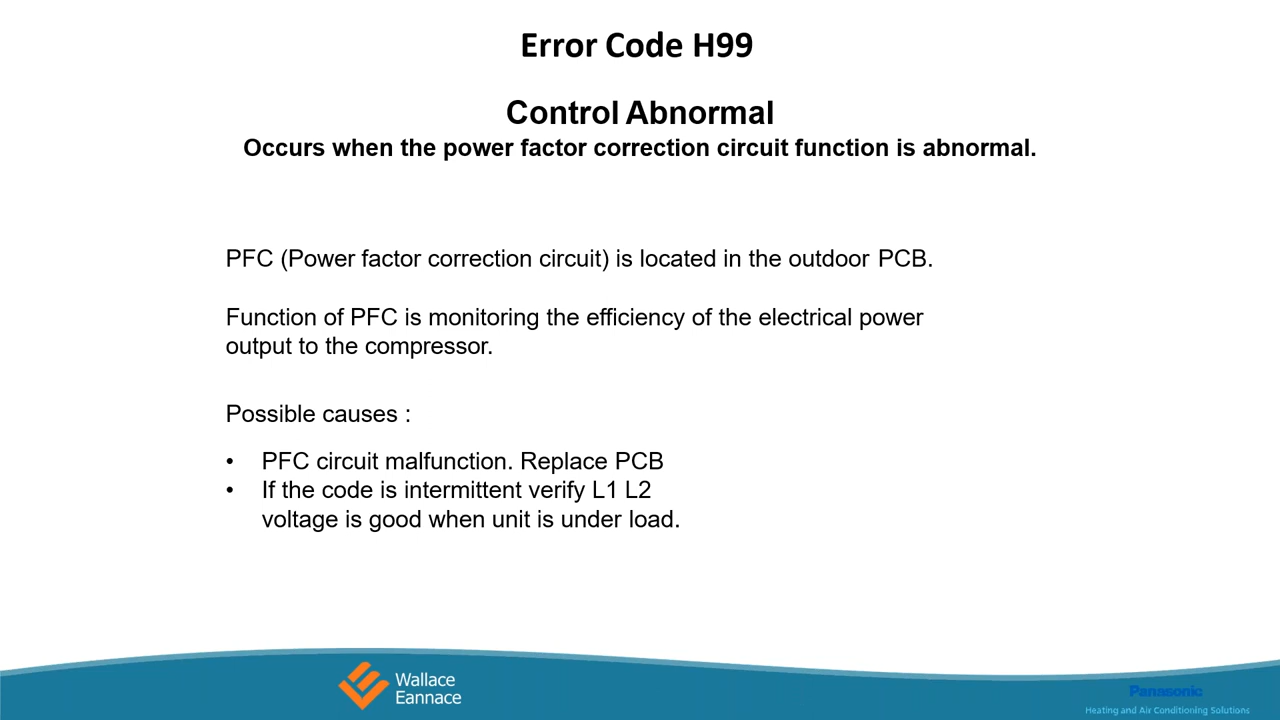 Error Code H99
Control Abnormal
Occurs when the power factor correction circuit function is abnormal.
PFC (Power factor correction circuit) is located in the outdoor PCB.
Function of PFC is monitoring the efficiency of the electrical power
output to the compressor.
Possible causes :
• PFC circuit malfunction. Replace PCB
• If the code is intermittent verify L1 L2
voltage is good when unit is under load.
Wallace
Eannace
Panasonic
Heating and Air Conditioning Solutions